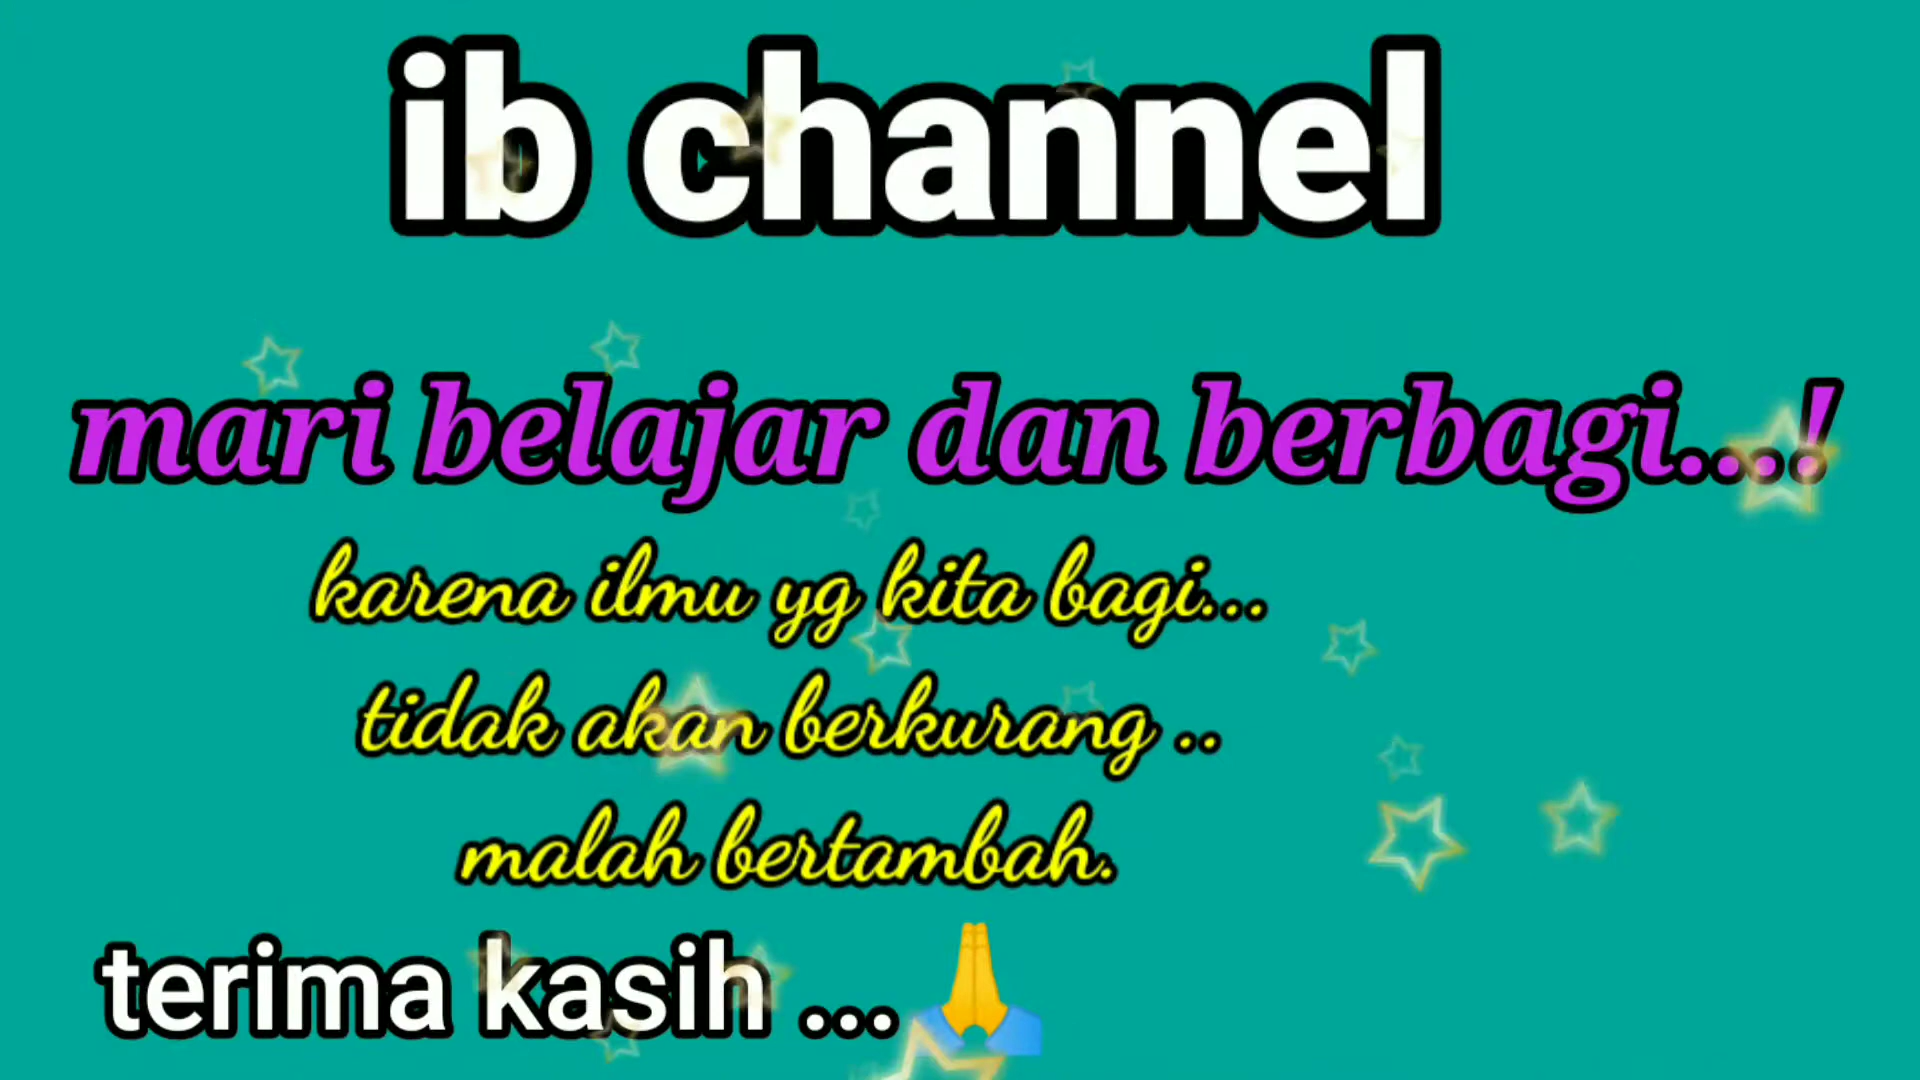 ib channel
mari belajar dan berbagi....!
karena ilmu yg kita bagi...
tidak akan berkurang ..
malah bertambah.
terima kasih ...🙏